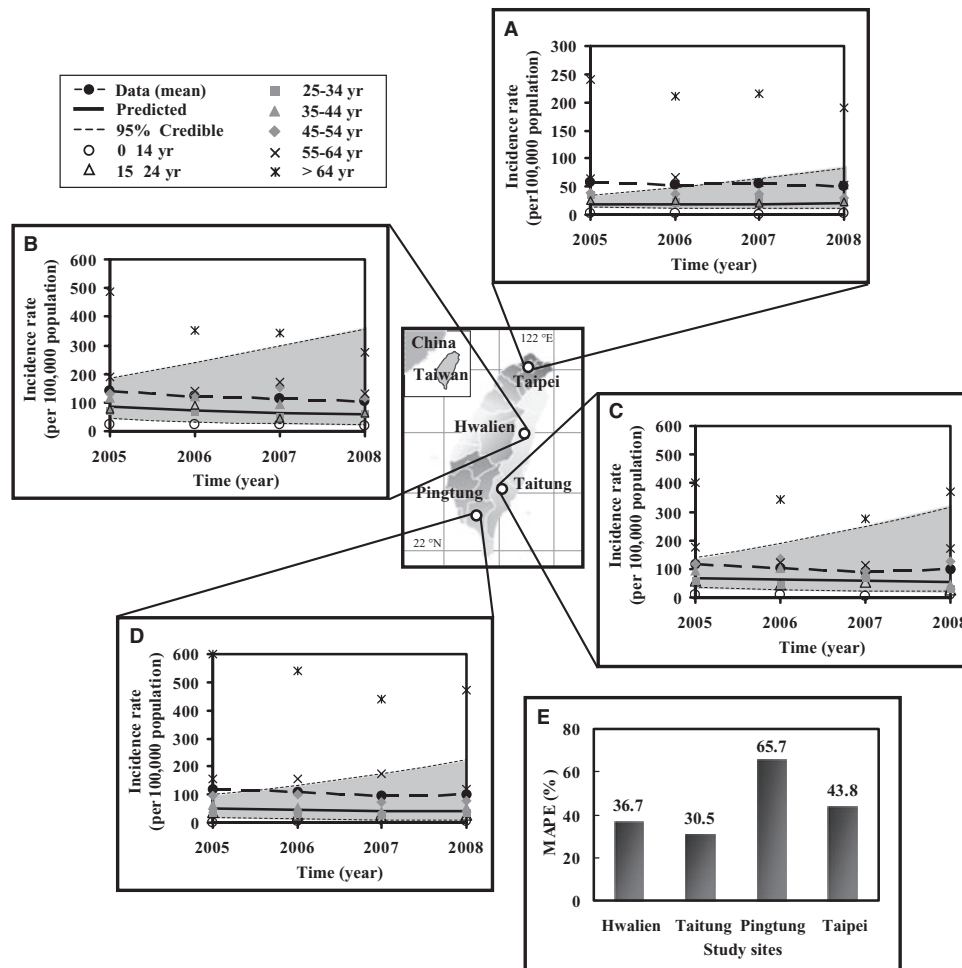 A
Incidence rate
(per100,000 population)
300
250
200
150
100
50
0
2005 2006 2007 2008
Time (year)
Data (mean)
Predicted
95% Credible
0 14 yr
15 24 yr
25-34 yr
35-44 yr
45-54 yr
55-64 yr
> 64 yr
B
Incidence rate
(per 100,000 population)
600
500
400
300
200
100
0
2005 2006 2007 2008
Time (year)
122 °E
China
Taiwan
Taipei
Hwalien
Taitung
Pingtung
22 °N
C
Incidence rate
(per 100,000 population)
600
500
400
300
200
100
0
2005 2006 2007 2008
Time (year)
D
Incidence rate
(per 100,000 population)
600
500
400
300
200
100
0
2005 2006 2007 2008
Time (year)
E
MAPE (%)
80
60
40
20
0
36.7
30.5
65.7
43.8
Hwalien Taitung Pingtung Taipei
Study sites